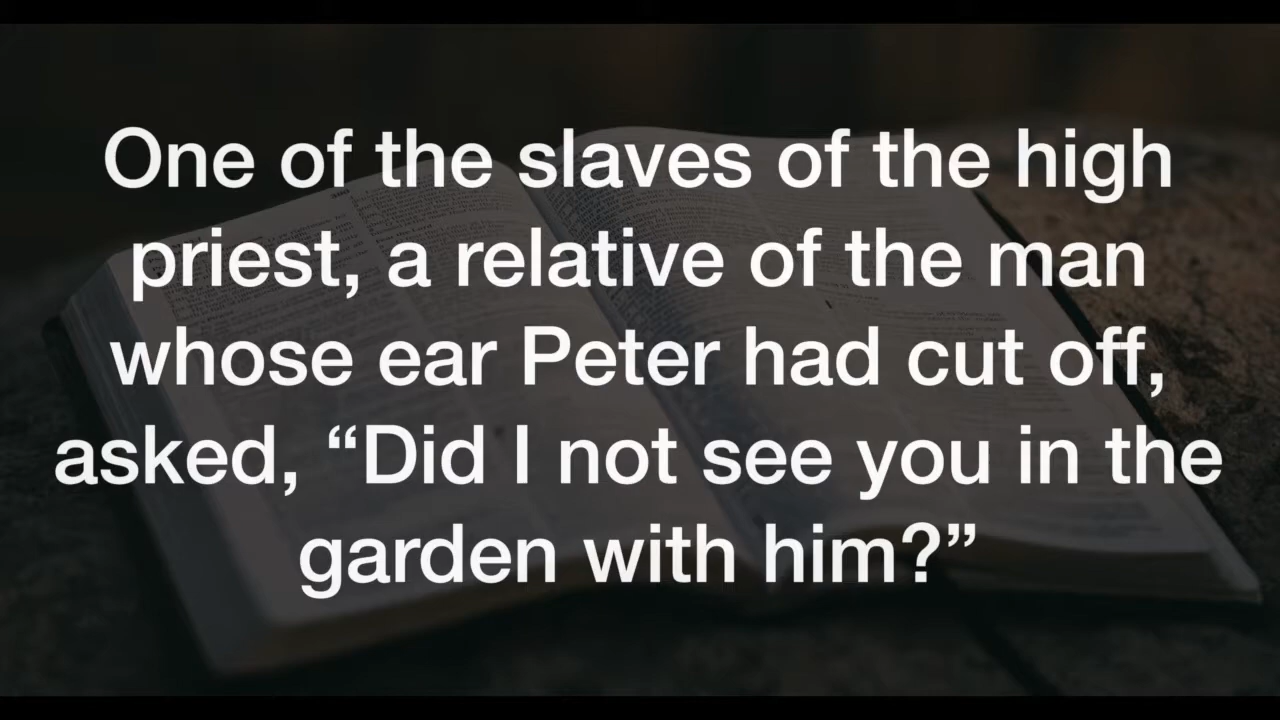 One of the slaves of the high
priest, a relative of the man
whose ear Peter had cut off,
asked, “Did I not see you in the
garden with him?”